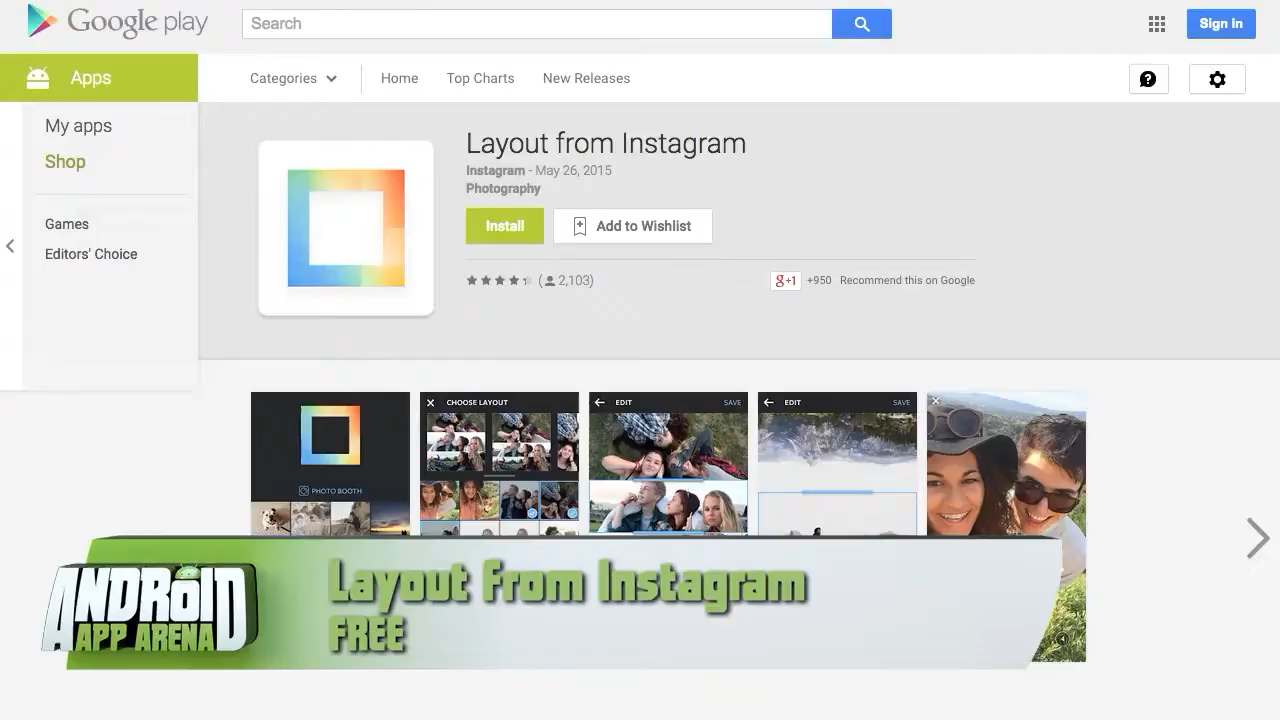 Google play
Search
Sign in
Apps
Categories
Home
Top Charts
New Releases
My apps
Shop
Games
Editors' Choice
Layout from Instagram
Instagram - May 26, 2015
Photography
Install
Add to Wishlist
(2,103)
g+1
+950
Recommend this on Google
PHOTO BOOTH
CHOOSE LAYOUT
EDIT
SAVE
EDIT
SAVE
ANDROID
APP ARENA
Layout From Instagram
FREE